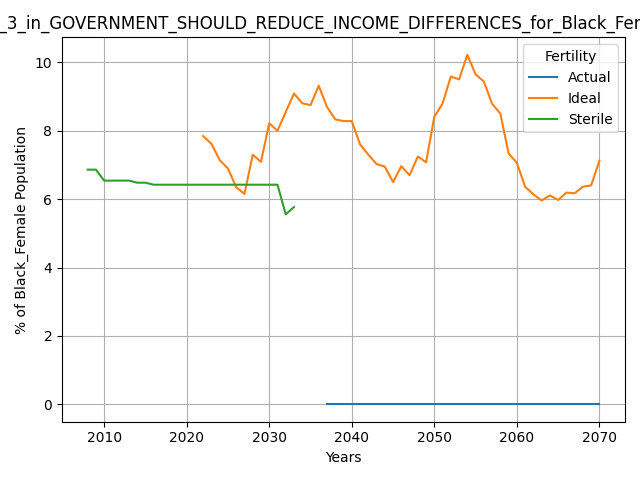 _3_in_GOVERNMENT_SHOULD_REDUCE_INCOME_DIFFERENCES_for_Black_Fem
% of Black_Female Population
10
8
6
4
2
0
Fertility
Actual
Ideal
Sterile
2010 2020 2030 2040 2050 2060 2070
Years